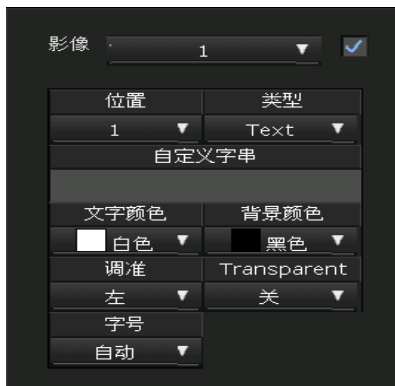 影像 1
位置 类型
1 Text
自定义字串
文字颜色 背景颜色
白色 黑色
调准 Transparent
左 关
字号
自动